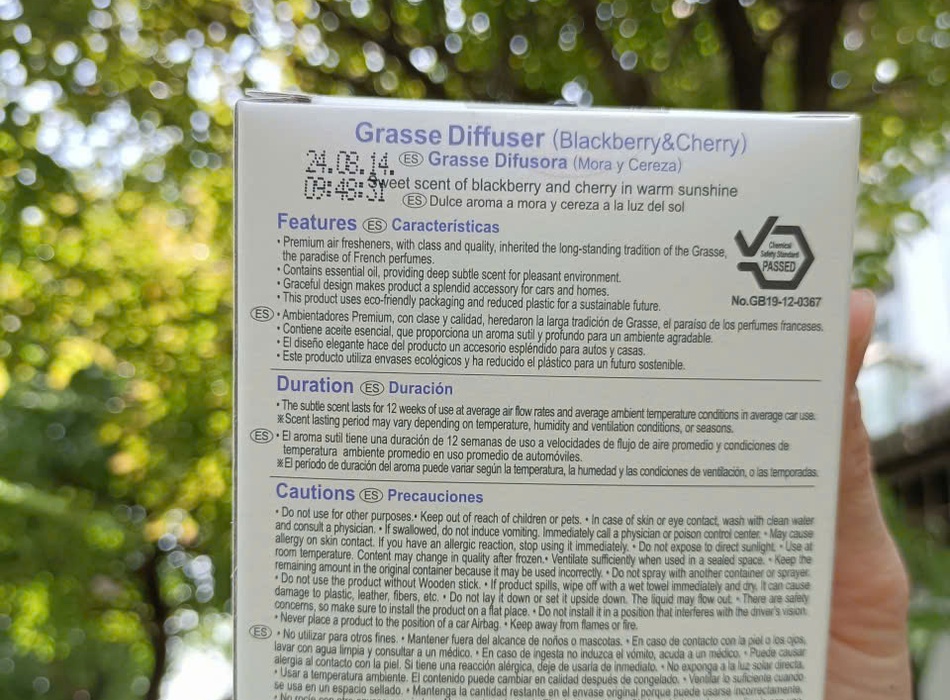 Grasse Diffuser (Blackberry&Cherry)
24.08.14.
ES Grasse Difusora (Mora y Cereza)
09:48:31
Sweet scent of blackberry and cherry in warm sunshine
ES Dulce aroma a mora y cereza a la luz del sol
Features ES Características
• Premium air fresheners, with class and quality, inherited the long-standing tradition of the Grasse,
the paradise of French perfumes.
• Contains essential oil, providing deep subtle scent for pleasant environment.
• Graceful design makes product a splendid accessory for cars and homes.
• This product uses eco-friendly packaging and reduced plastic for a sustainable future.
Chemical
Safety Standard
PASSED
No.GB19-12-0367
ES • Ambientadores Premium, con clase y calidad, heredaron la larga tradición de Grasse, el paraíso de los perfumes franceses.
• Contiene aceite esencial, que proporciona un aroma sutil y profundo para un ambiente agradable.
• El diseño elegante hace del producto un accesorio espléndido para autos y casas.
• Este producto utiliza envases ecológicos y ha reducido el plástico para un futuro sostenible.
Duration ES Duración
• The subtle scent lasts for 12 weeks of use at average air flow rates and average ambient temperature conditions in average car use.
※Scent lasting period may vary depending on temperature, humidity and ventilation conditions, or seasons.
ES • El aroma sutil tiene una duración de 12 semanas de uso a velocidades de flujo de aire promedio y condiciones de
temperatura ambiente promedio en uso promedio de automóviles.
※El período de duración del aroma puede variar según la temperatura, la humedad y las condiciones de ventilación, o las temporadas.
Cautions ES Precauciones
• Do not use for other purposes.• Keep out of reach of children or pets. • In case of skin or eye contact, wash with clean water
and consult a physician. • If swallowed, do not induce vomiting. Immediately call a physician or poison control center. • May cause
allergy on skin contact. If you have an allergic reaction, stop using it immediately. • Do not expose to direct sunlight. • Use at
room temperature. Content may change in quality after frozen.• Ventilate sufficiently when used in a sealed space. • Keep the
remaining amount in the original container because it may be used incorrectly. • Do not spray with another container or sprayer.
• Do not use the product without Wooden stick. • If product spills, wipe off with a wet towel immediately and dry. It can cause
damage to plastic, leather, fibers, etc. • Do not lay it down or set it upside down. The liquid may flow out. • There are safety
concerns, so make sure to install the product on a flat place. • Do not install it in a position that interferes with the driver's vision.
• Never place a product to the position of a car Airbag. • Keep away from flames or fire.
ES • No utilizar para otros fines. • Mantener fuera del alcance de niños o mascotas. • En caso de contacto con la piel o los ojos,
lavar con agua limpia y consultar a un médico. • En caso de ingesta no induzca el vómito, acuda a un médico. • Puede causar
alergia al contacto con la piel. Si tiene una reacción alérgica, deje de usarla de inmediato. • No exponga a la luz solar directa.
• Usar a temperatura ambiente. El contenido puede cambiar en calidad después de congelado. • Ventilar lo suficiente cuando
se usa en un espacio sellado. • Mantenga la cantidad restante en el envase original porque puede usarse incorrectamente.